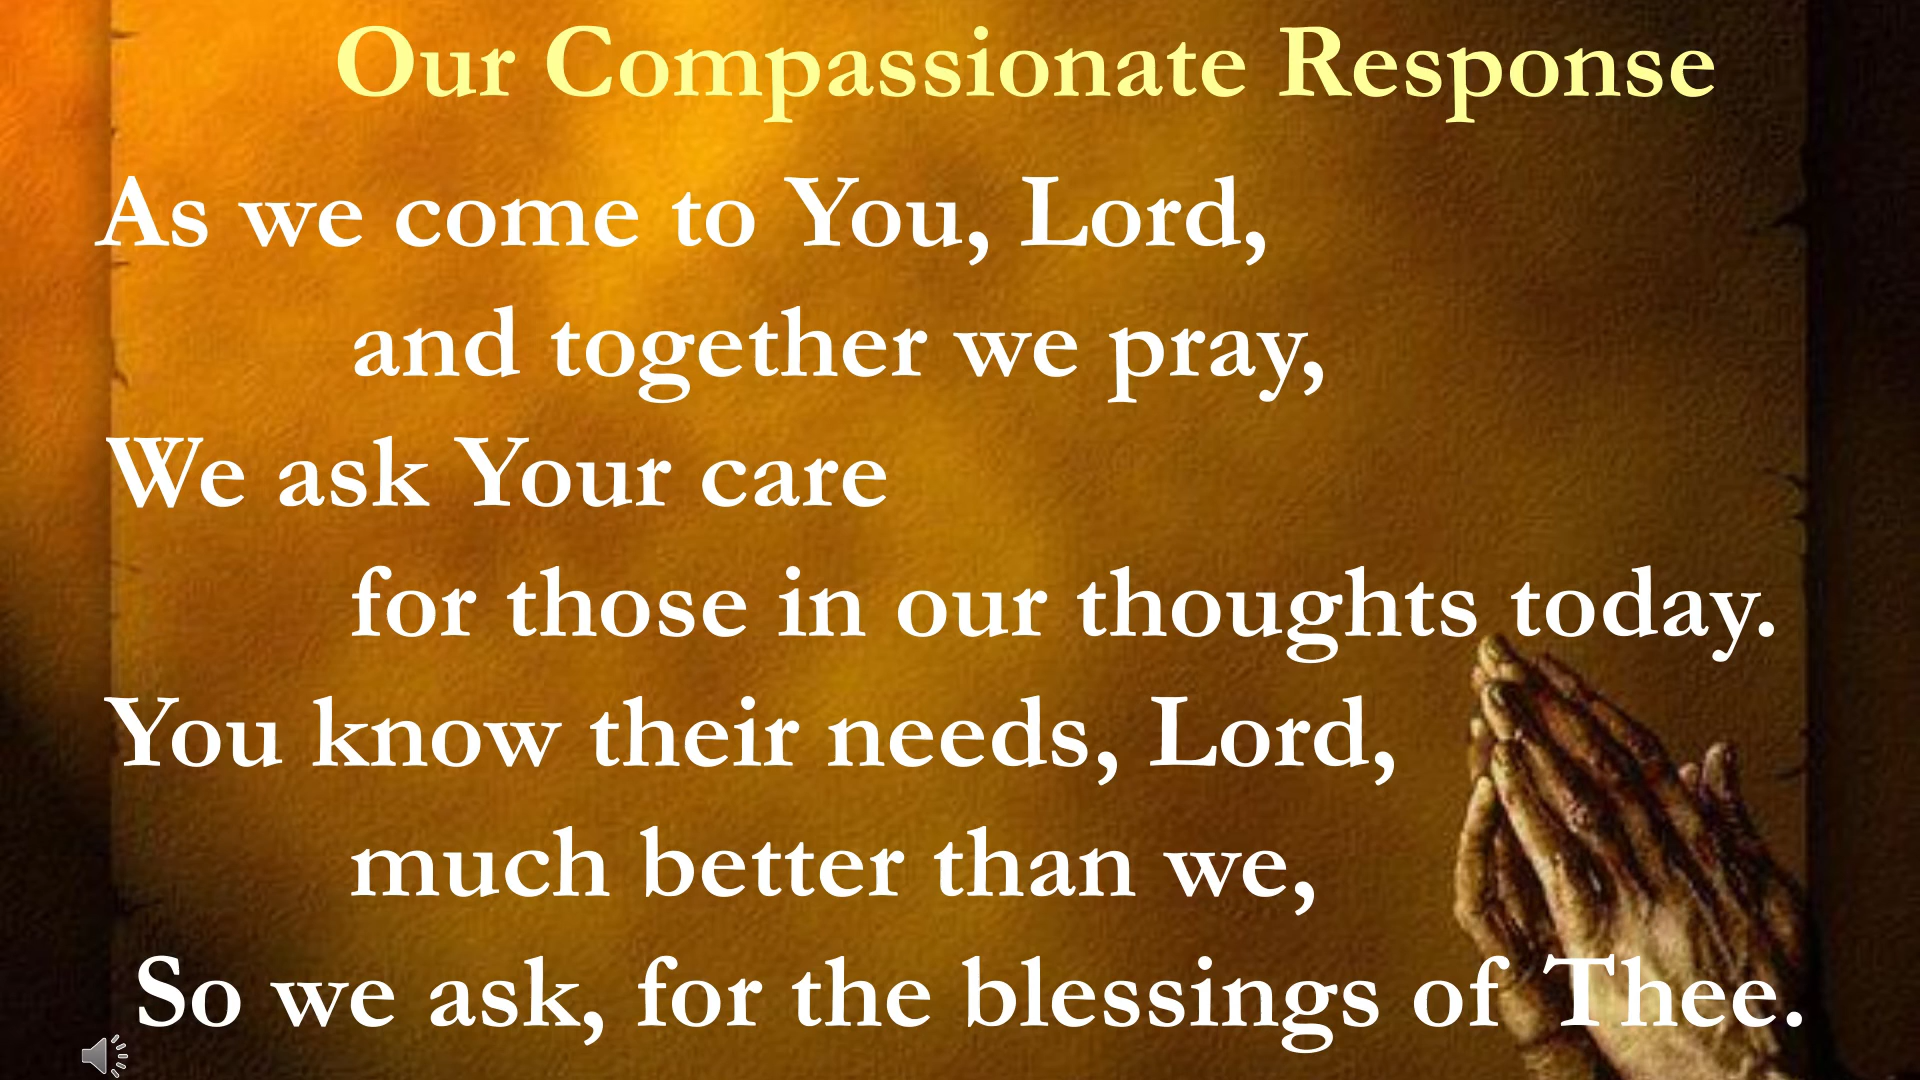 Our Compassionate Response
As we come to You, Lord,
and together we pray,
We ask Your care
for those in our thoughts today.
You know their needs, Lord,
much better than we,
So we ask, for the blessings of Thee.